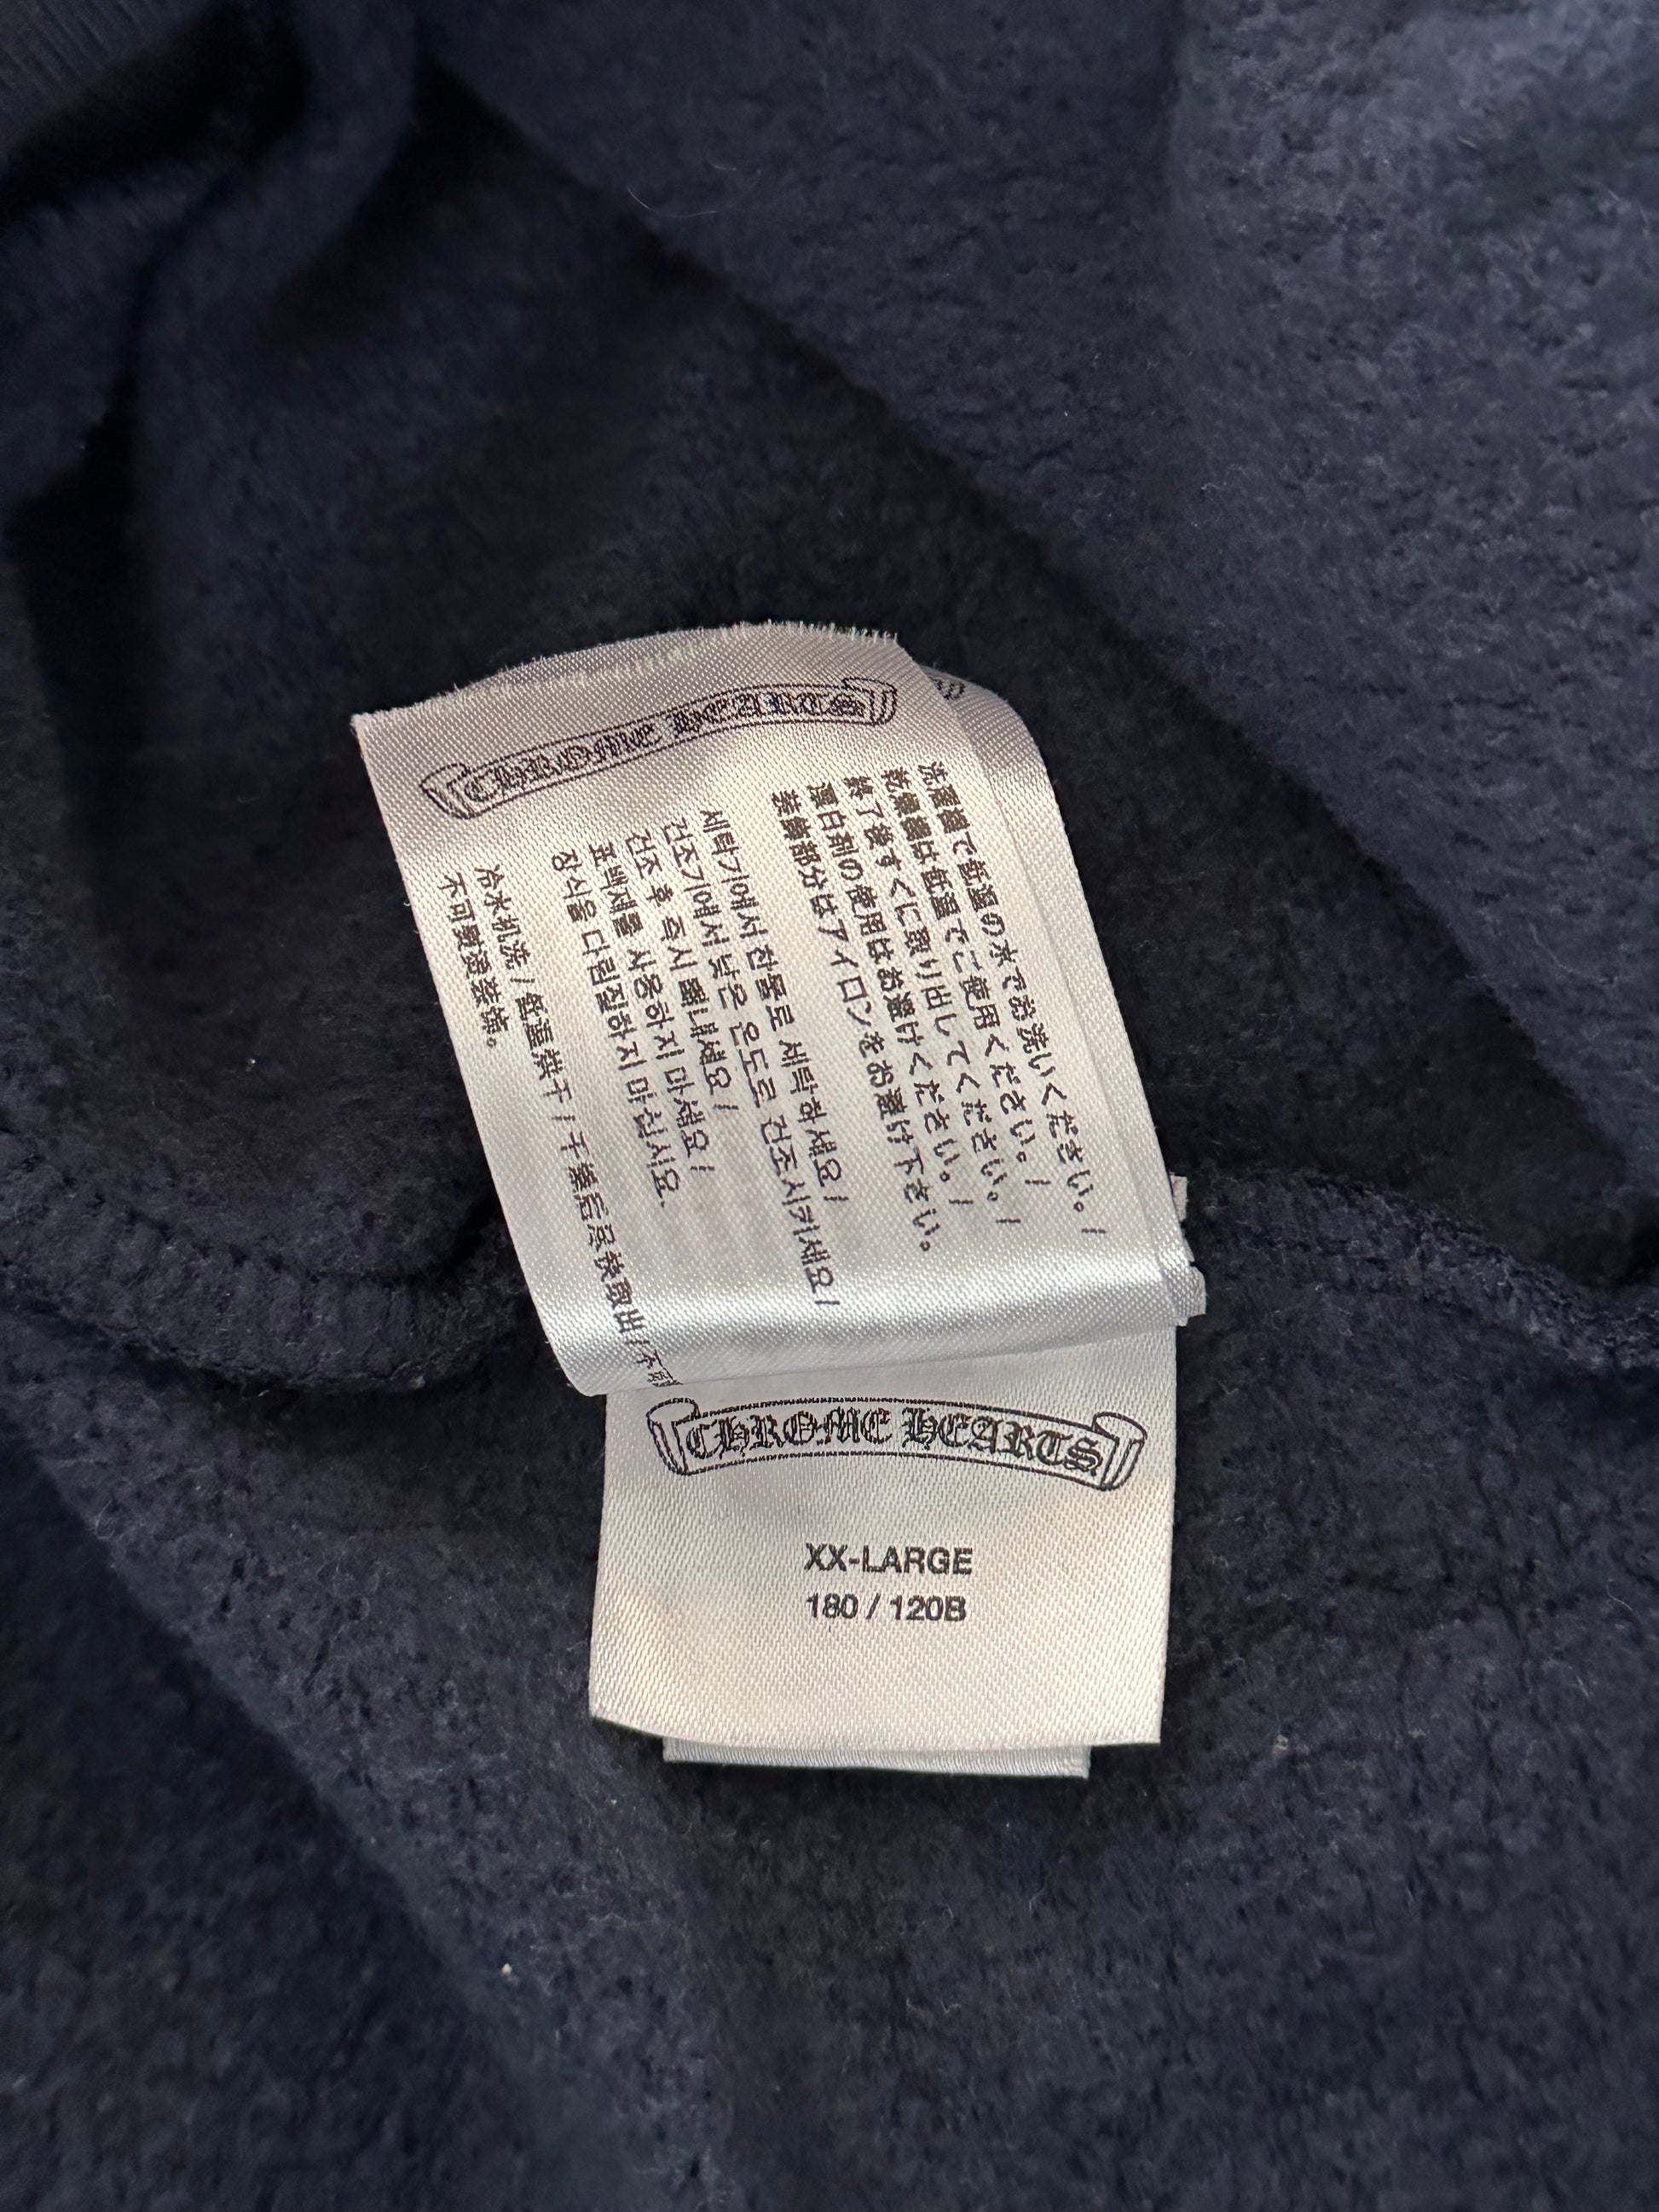 CHROME HEARTS
洗濯機で低温の水でお洗いください。/
乾燥機は低温でご使用ください。/
終了後すぐに取り出してください。/
漂白剤の使用はお避けください。/
装飾部分はアイロンをお避け下さい。
세탁기에서 찬물로 세탁하세요/
건조기에서 낮은 온도로 건조시키세요/
건조 후 즉시 꺼내세요/
표백제를 사용하지 마세요/
장식을 다림질하지 마십시오.
冷水机洗 / 低温烘干 / 干燥后尽快取出 / 不
不可熨烫装饰。
CHROME HEARTS
XX-LARGE
180 / 120B